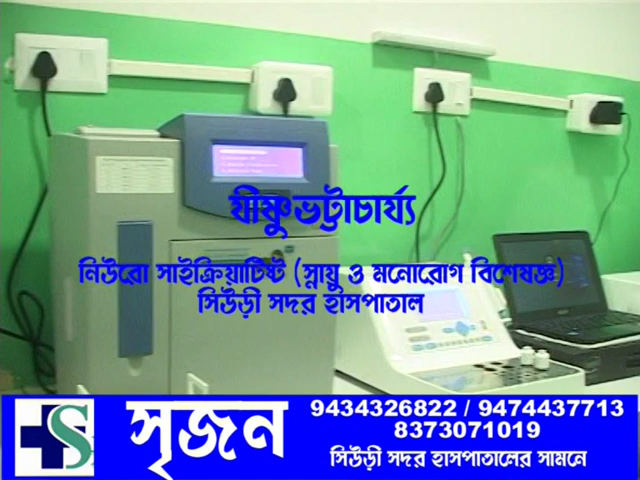 যীষ্ণু ভট্টাচার্য্য
নিউরো সাইক্রিয়াটিষ্ট (স্নায়ু ও মনোরোগ বিশেষজ্ঞ)
সিউড়ী সদর হাসপাতাল
S সৃজন
9434326822 / 9474437713
8373071019
সিউড়ী সদর হাসপাতালের সামনে